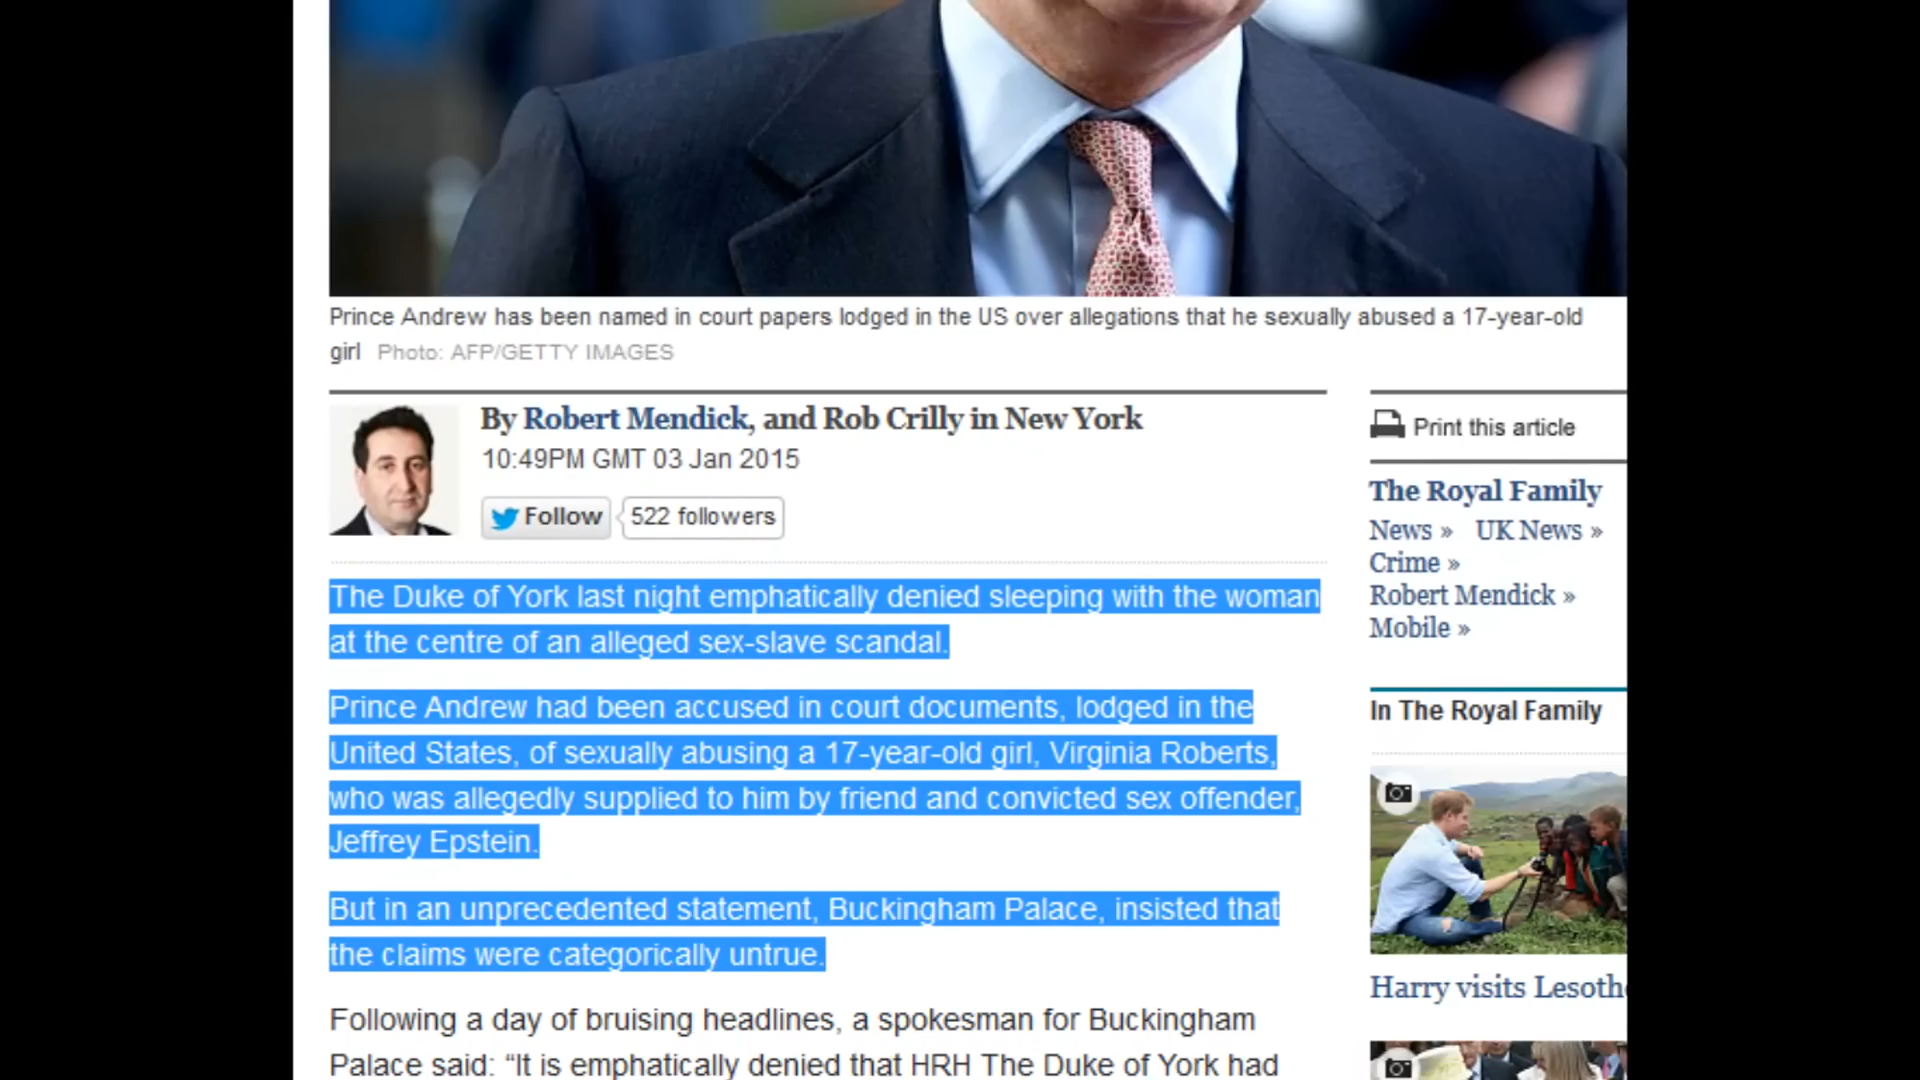 Prince Andrew has been named in court papers lodged in the US over allegations that he sexually abused a 17-year-old
girl Photo: AFP/GETTY IMAGES
By Robert Mendick, and Rob Crilly in New York
10:49PM GMT 03 Jan 2015
Follow 522 followers
The Duke of York last night emphatically denied sleeping with the woman
at the centre of an alleged sex-slave scandal.
Prince Andrew had been accused in court documents, lodged in the
United States, of sexually abusing a 17-year-old girl, Virginia Roberts,
who was allegedly supplied to him by friend and convicted sex offender,
Jeffrey Epstein.
But in an unprecedented statement, Buckingham Palace, insisted that
the claims were categorically untrue.
Following a day of bruising headlines, a spokesman for Buckingham
Palace said: “It is emphatically denied that HRH The Duke of York had
Print this article
The Royal Family
News » UK News »
Crime »
Robert Mendick »
Mobile »
In The Royal Family
Harry visits Lesoth